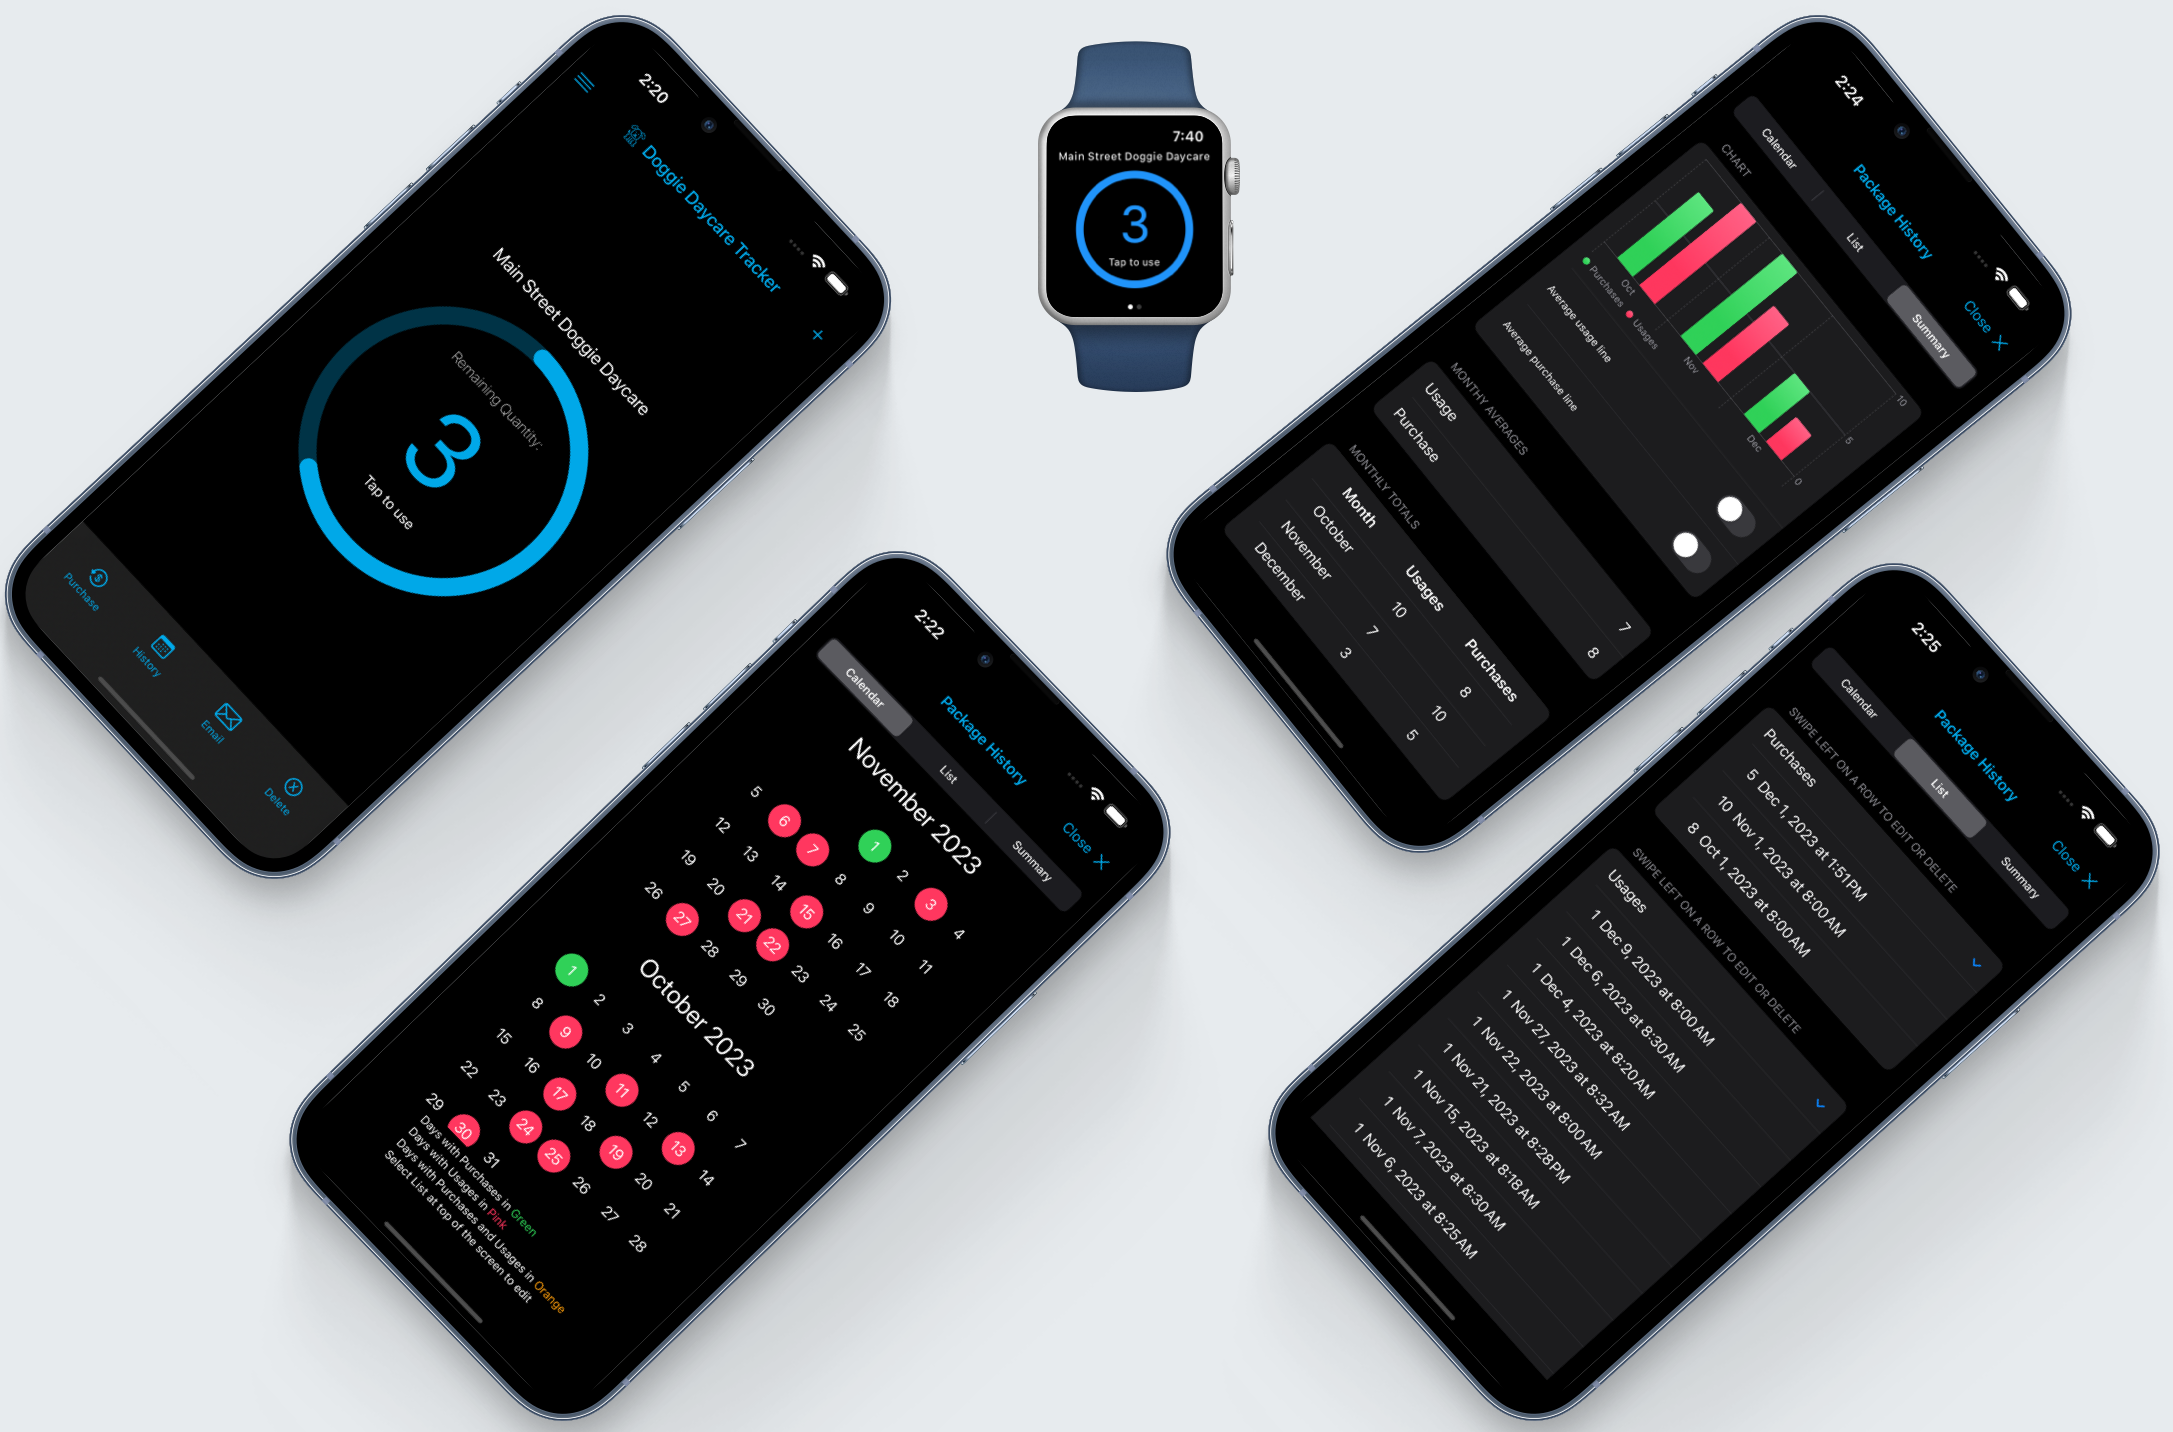 2:20
Doggie Daycare Tracker
+
Main Street Doggie Daycare
Remaining Quantity:
3
Tap to use
Purchase
History
Email
Delete
7:40
Main Street Doggie Daycare
3
Tap to use
2:24
Package History
Close
Calendar
List
Summary
CHART
10
5
0
Oct
Nov
Dec
Purchases
Usages
Average usage line
Average purchase line
MONTHY AVERAGES
Usage 7
Purchase 8
MONTHLY TOTALS
Month Usages Purchases
October 10 8
November 7 10
December 3 5
2:22
Package History
Close
Calendar
List
Summary
November 2023
1 2 3 4
5 6 7 8 9 10 11
12 13 14 15 16 17 18
19 20 21 22 23 24 25
26 27 28 29 30
October 2023
1 2 3 4 5 6 7
8 9 10 11 12 13 14
15 16 17 18 19 20 21
22 23 24 25 26 27 28
29 30 31
Days with Purchases in Green
Days with Usages in Pink
Days with Purchases and Usages in Orange
Select List at top of the screen to edit
2:25
Package History
Close
Calendar
List
Summary
SWIPE LEFT ON A ROW TO EDIT OR DELETE
Purchases
5 Dec 1, 2023 at 1:51PM
10 Nov 1, 2023 at 8:00AM
8 Oct 1, 2023 at 8:00AM
SWIPE LEFT ON A ROW TO EDIT OR DELETE
Usages
1 Dec 9, 2023 at 8:00AM
1 Dec 6, 2023 at 8:30AM
1 Dec 4, 2023 at 8:20AM
1 Nov 27, 2023 at 8:32AM
1 Nov 22, 2023 at 8:00AM
1 Nov 21, 2023 at 8:28PM
1 Nov 15, 2023 at 8:18AM
1 Nov 7, 2023 at 8:30AM
1 Nov 6, 2023 at 8:25AM